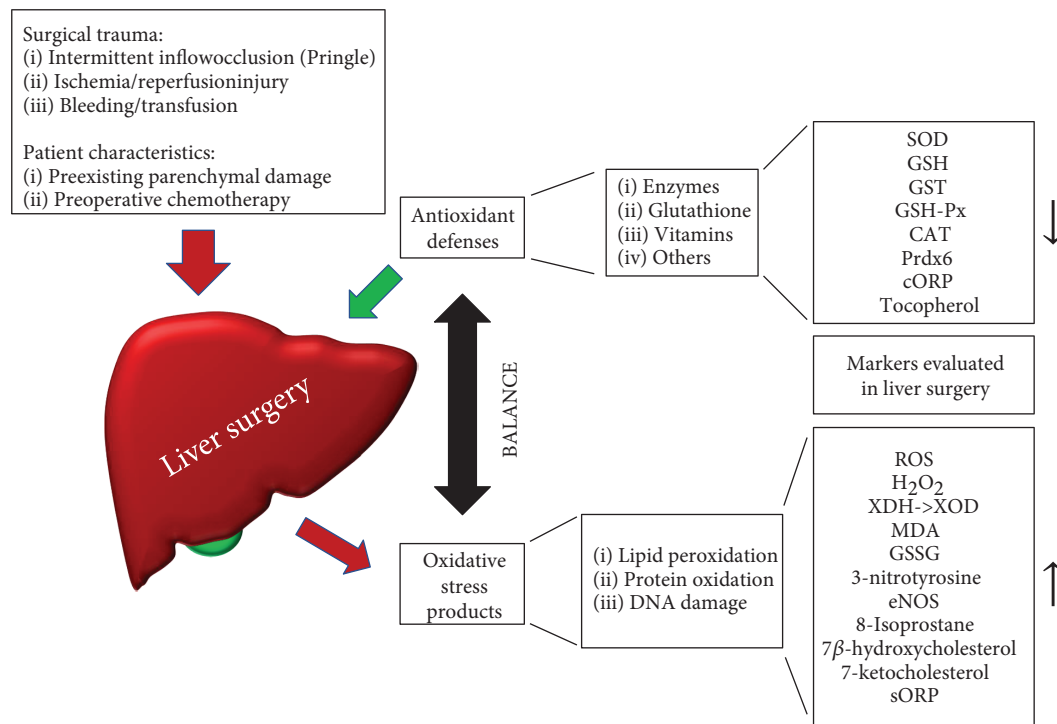 Surgical trauma:
(i) Intermittent inflowocclusion (Pringle)
(ii) Ischemia/reperfusioninjury
(iii) Bleeding/transfusion
Patient characteristics:
(i) Preexisting parenchymal damage
(ii) Preoperative chemotherapy
Liver surgery
Antioxidant
defenses
(i) Enzymes
(ii) Glutathione
(iii) Vitamins
(iv) Others
SOD
GSH
GST
GSH-Px
CAT
Prdx6
cORP
Tocopherol
BALANCE
Markers evaluated
in liver surgery
Oxidative
stress
products
(i) Lipid peroxidation
(ii) Protein oxidation
(iii) DNA damage
ROS
H₂O₂
XDH->XOD
MDA
GSSG
3-nitrotyrosine
eNOS
8-Isoprostane
7β-hydroxycholesterol
7-ketocholesterol
sORP